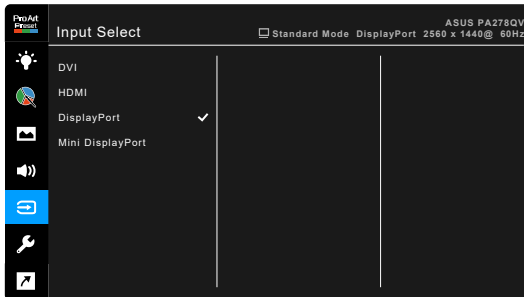 ProArt
Preset
Input Select
ASUS PA278QV
Standard Mode DisplayPort 2560 x 1440@ 60Hz
DVI
HDMI
DisplayPort
Mini DisplayPort